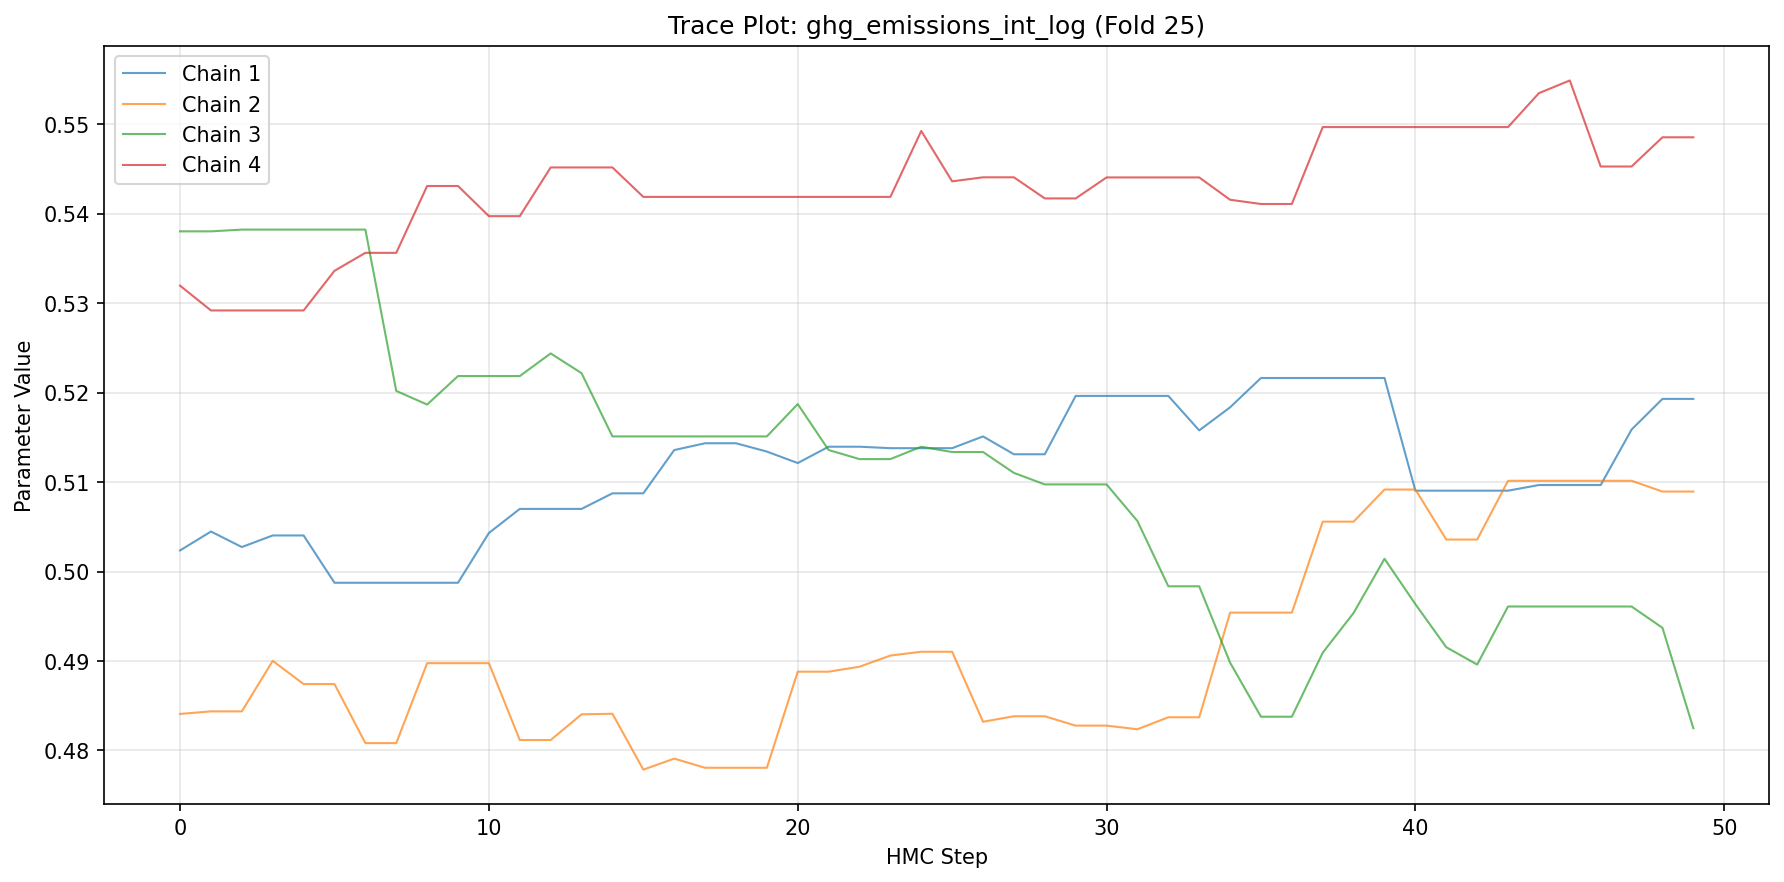 Trace Plot: ghg_emissions_int_log (Fold 25)
Chain 1
Chain 2
Chain 3
Chain 4
Parameter Value
0.55
0.54
0.53
0.52
0.51
0.50
0.49
0.48
0 10 20 30 40 50
HMC Step